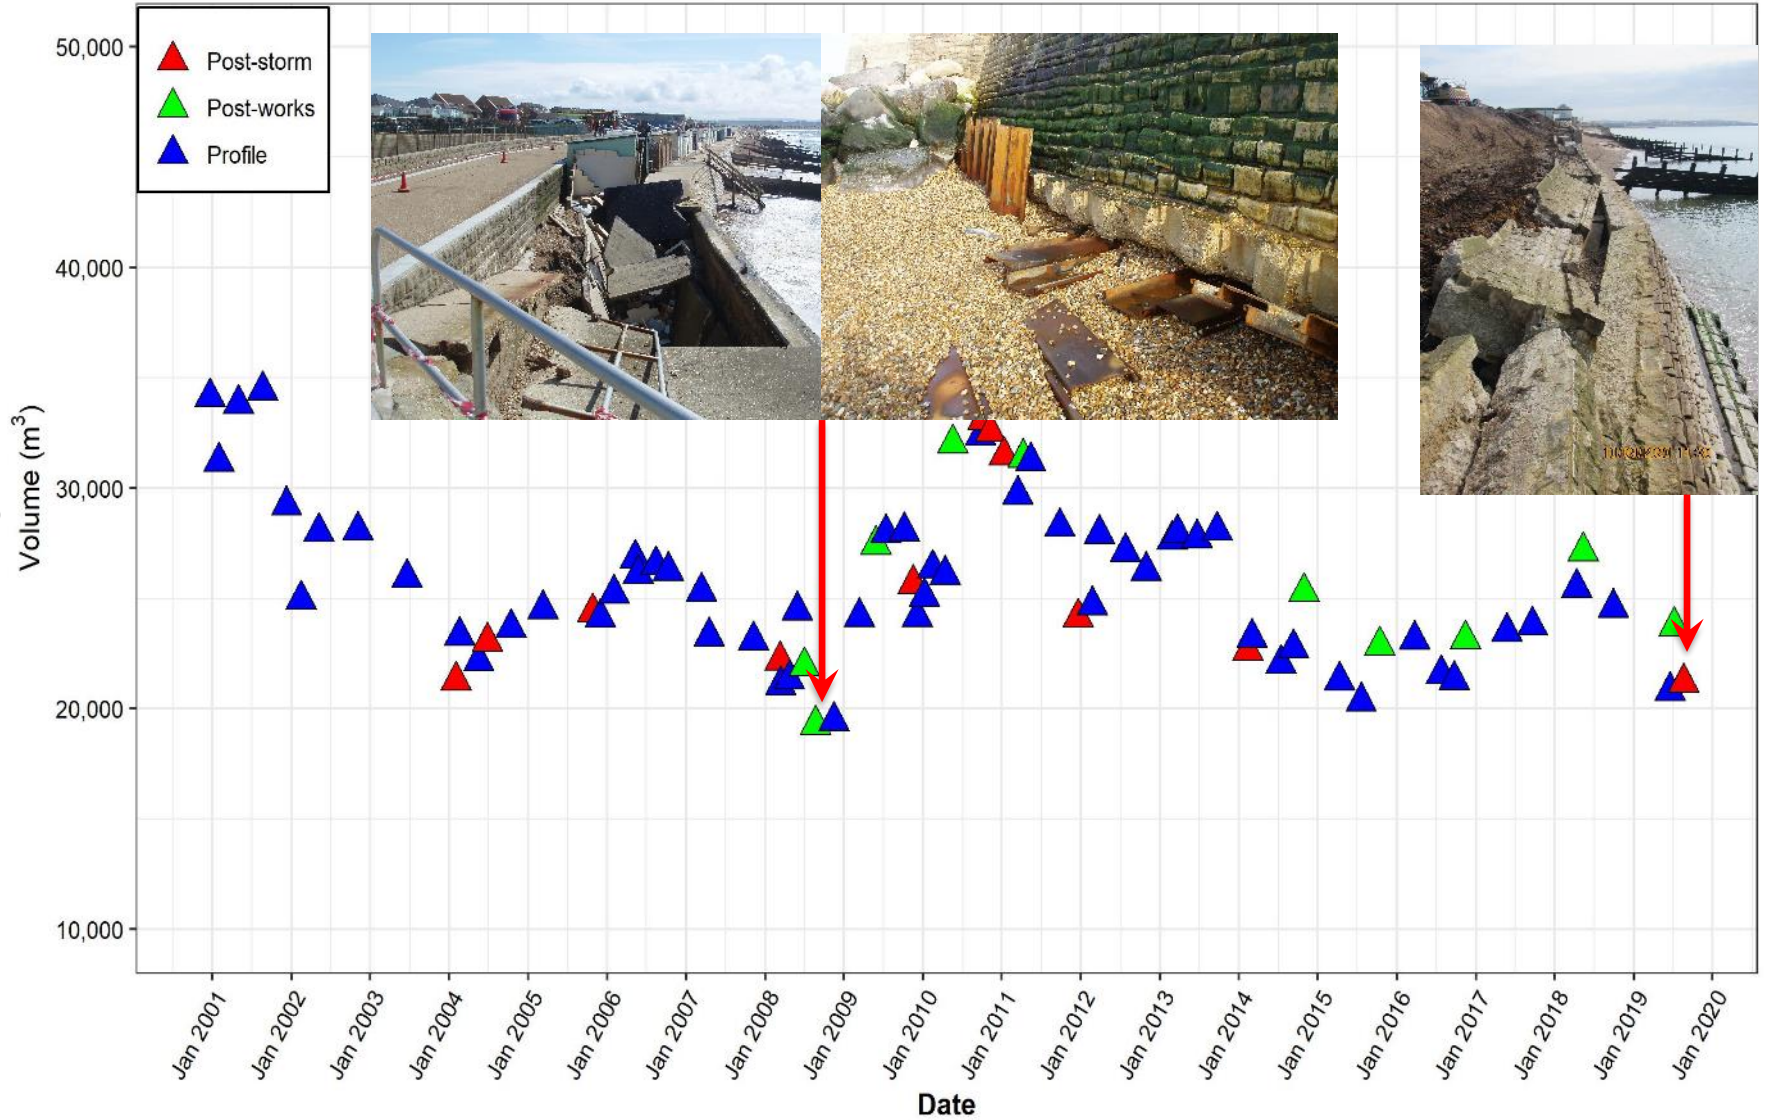 50,000
40,000
30,000
20,000
10,000
Volume (m³)
Post-storm
Post-works
Profile
Jan 2001
Jan 2002
Jan 2003
Jan 2004
Jan 2005
Jan 2006
Jan 2007
Jan 2008
Jan 2009
Jan 2010
Jan 2011
Jan 2012
Jan 2013
Jan 2014
Jan 2015
Jan 2016
Jan 2017
Jan 2018
Jan 2019
Jan 2020
Date